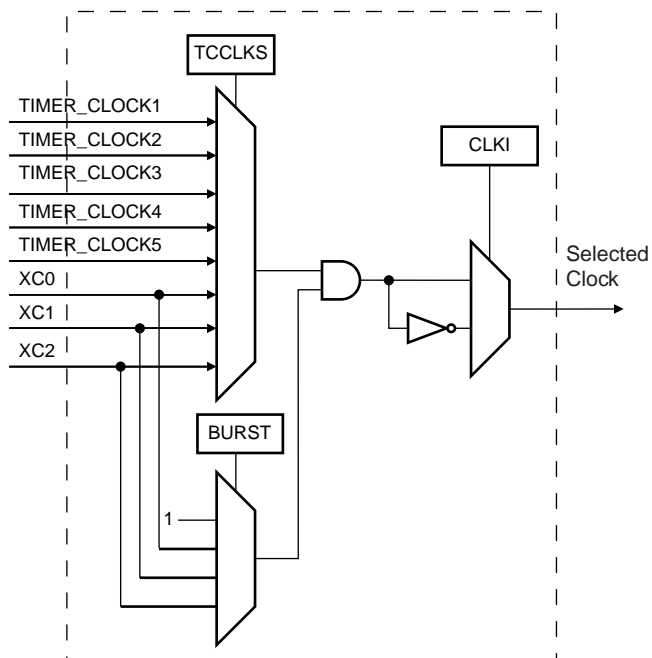 TCCLKS
TIMER_CLOCK1
TIMER_CLOCK2
TIMER_CLOCK3
TIMER_CLOCK4
TIMER_CLOCK5
XC0
XC1
XC2
CLKI
Selected
Clock
BURST
1